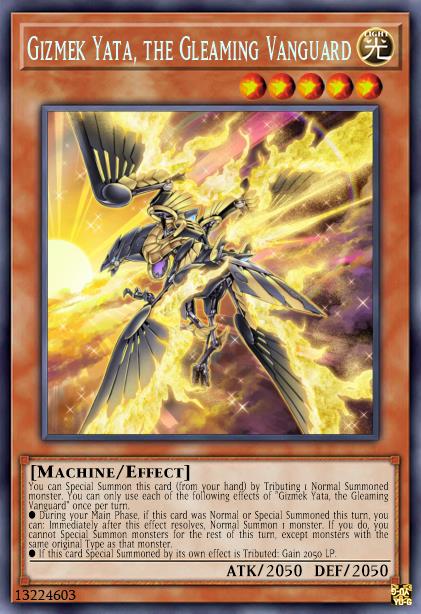 GIZMEK YATA, THE GLEAMING VANGUARD
LIGHT
光
[MACHINE/EFFECT]
You can Special Summon this card (from your hand) by Tributing 1 Normal Summoned
monster. You can only use each of the following effects of "Gizmek Yata, the Gleaming
Vanguard" once per turn.
● During your Main Phase, if this card was Normal or Special Summoned this turn, you
can: Immediately after this effect resolves, Normal Summon 1 monster. If you do, you
cannot Special Summon monsters for the rest of this turn, except monsters with the
same original Type as that monster.
● If this card Special Summoned by its own effect is Tributed: Gain 2050 LP.
ATK/2050 DEF/2050
13224603